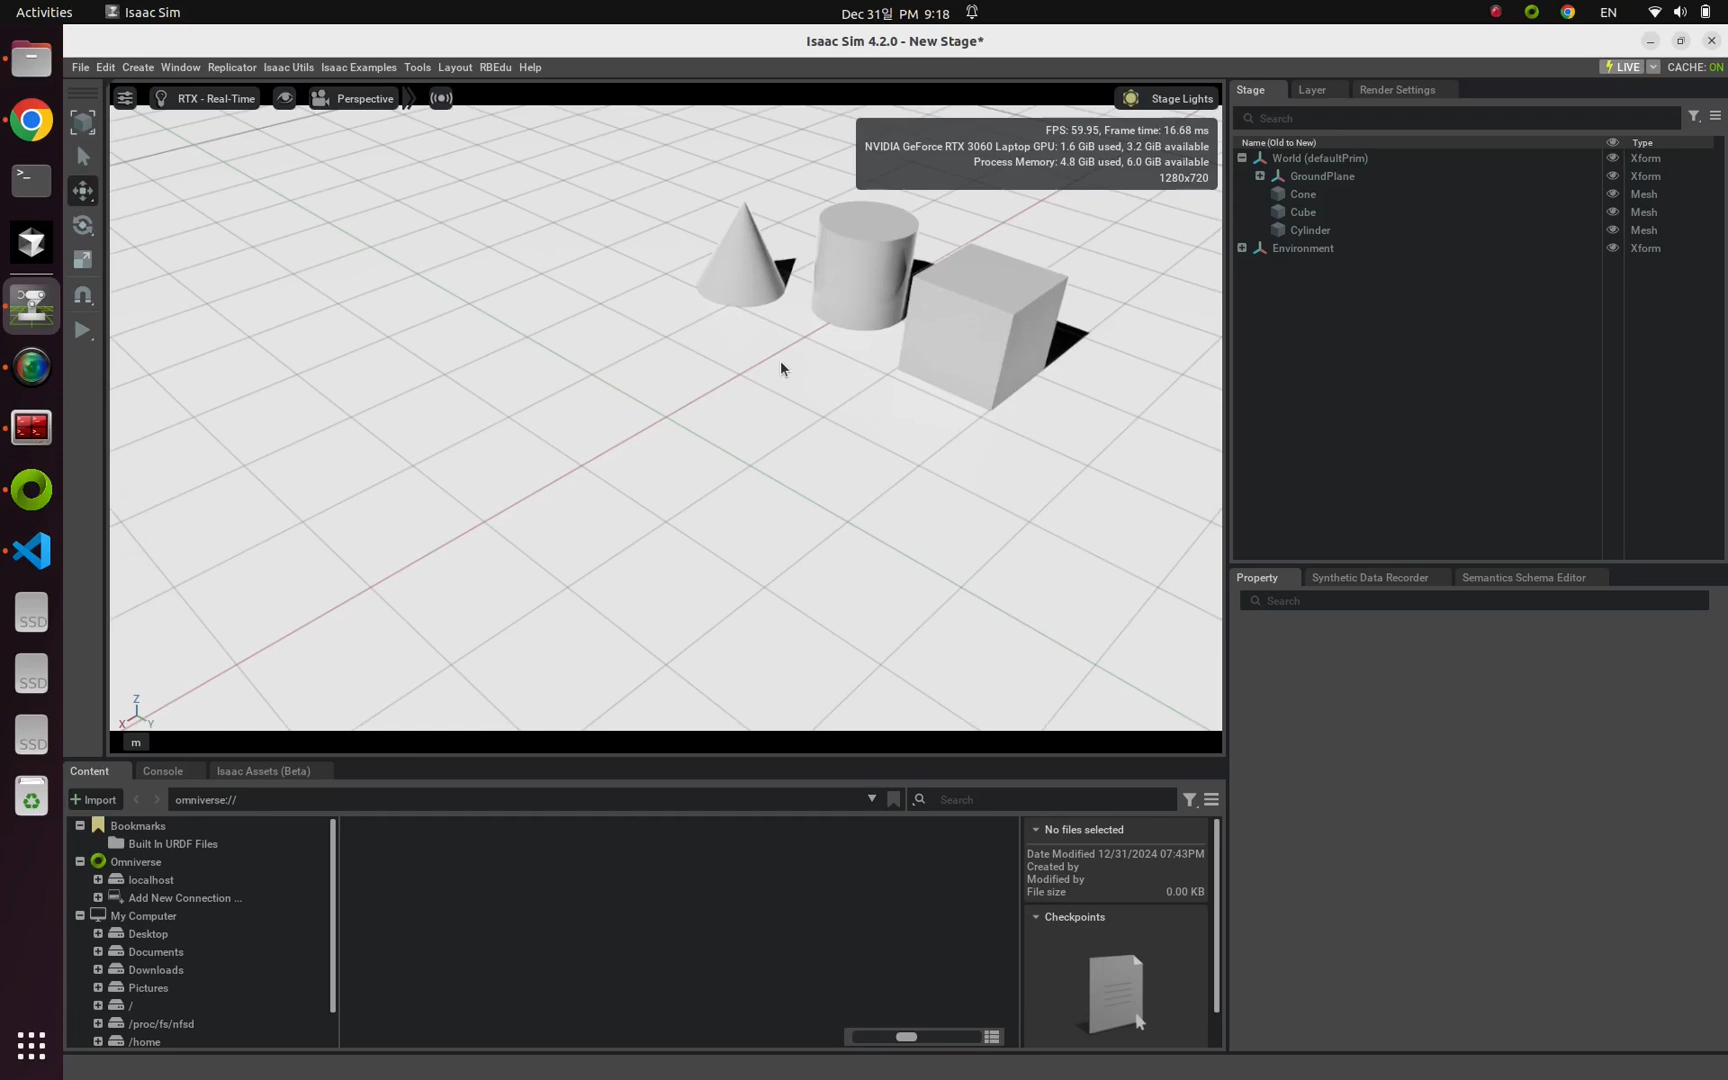 Activities
Isaac Sim
Dec 31일 PM 9:18
EN
Isaac Sim 4.2.0 - New Stage*
File Edit Create Window Replicator Isaac Utils Isaac Examples Tools Layout RBEdu Help
LIVE
CACHE: ON
RTX - Real-Time
Perspective
Stage Lights
FPS: 59.95, Frame time: 16.68 ms
NVIDIA GeForce RTX 3060 Laptop GPU: 1.6 GiB used, 3.2 GiB available
Process Memory: 4.8 GiB used, 6.0 GiB available
1280x720
Z
X
Y
m
Stage
Layer
Render Settings
Search
Name (Old to New)
Type
World (defaultPrim)
Xform
GroundPlane
Xform
Cone
Mesh
Cube
Mesh
Cylinder
Mesh
Environment
Xform
Property
Synthetic Data Recorder
Semantics Schema Editor
Search
Content
Console
Isaac Assets (Beta)
Import
omniverse://
Search
Bookmarks
Built In URDF Files
Omniverse
localhost
Add New Connection ...
My Computer
Desktop
Documents
Downloads
Pictures
/
/proc/fs/nfsd
/home
No files selected
Date Modified 12/31/2024 07:43PM
Created by
Modified by
File size 0.00 KB
Checkpoints
SSD
SSD
SSD